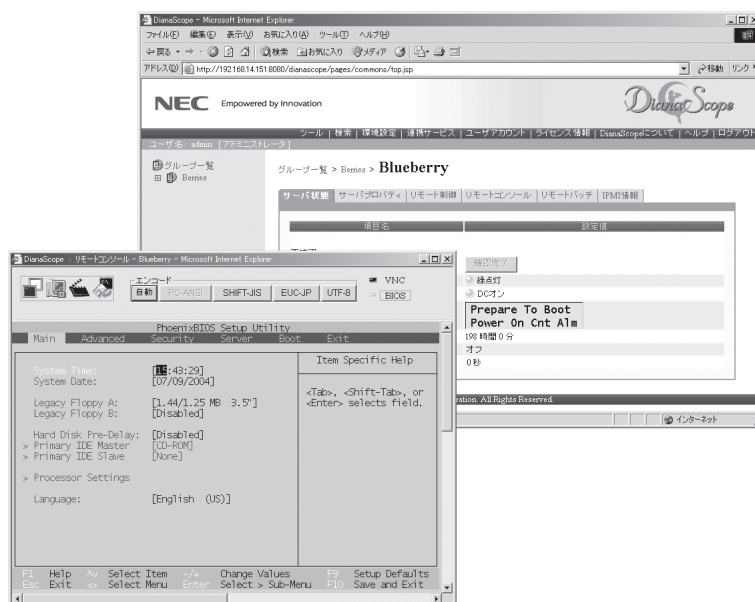 DianaScope - Microsoft Internet Explorer
ファイル(F) 編集(E) 表示(V) お気に入り(A) ツール(T) ヘルプ(H)
戻る 検索 お気に入り メディア
アドレス(D) http://192.168.14.151:8080/dianascope/pages/commons/top.jsp 移動 リンク
NEC Empowered by Innovation DianaScope
ツール | 検索 | 環境設定 | 連携サービス | ユーザアカウント | ライセンス情報 | DianaScopeについて | ヘルプ | ログアウト
ユーザ名: admin [アドミニストレータ]
グループ一覧
Berries
グループ一覧 > Berries > Blueberry
サーバ状態 サーバプロパティ リモート制御 リモートコンソール リモートバッチ IPMI情報
項目名 設定値
確認完了
緑点灯
DCオン
Prepare To Boot
Power On Cnt Alm
198 時間 0 分
オフ
0 秒
ration. All Rights Reserved.
インターネット
DianaScope : リモートコンソール - Blueberry - Microsoft Internet Explorer
エンコード
自動 PC-ANSI SHIFT-JIS EUC-JP UTF-8
VNC
BIOS
PhoenixBIOS Setup Utility
Main Advanced Security Server Boot Exit
Item Specific Help
System Time: [15:43:29]
System Date: [07/09/2004]
<Tab>, <Shift-Tab>, or
<Enter> selects field.
Legacy Floppy A: [1.44/1.25 MB 3.5"]
Legacy Floppy B: [Disabled]
Hard Disk Pre-Delay: [Disabled]
> Primary IDE Master [CD-ROM]
> Primary IDE Slave [None]
> Processor Settings
Language: [English (US)]
F1 Help ^v Select Item -/+ Change Values F9 Setup Defaults
Esc Exit <> Select Menu Enter Select > Sub-Menu F10 Save and Exit